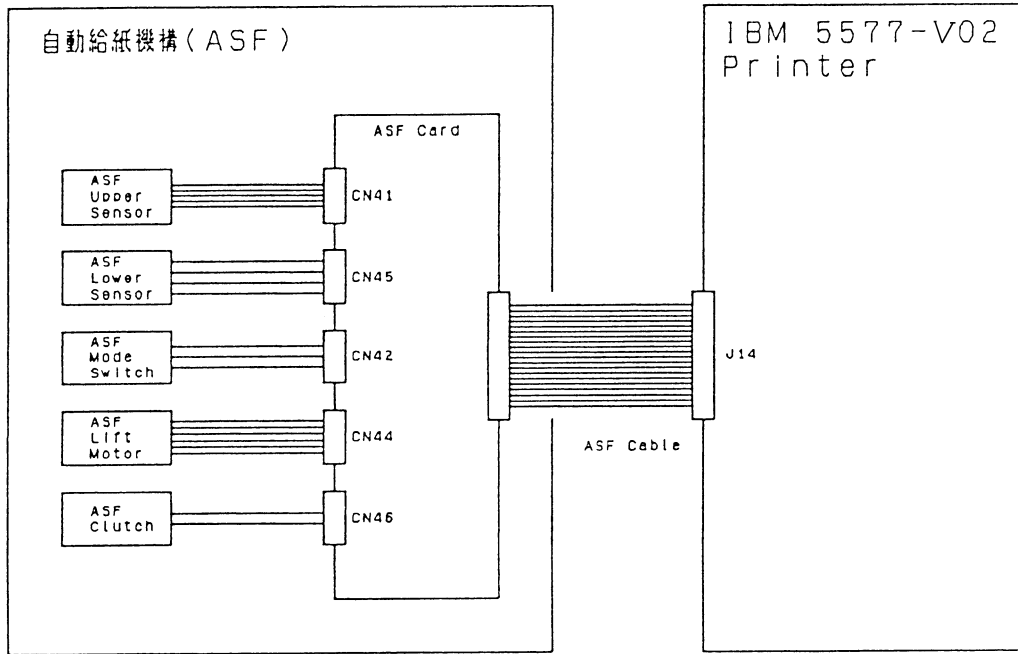 自動給紙機構(ASF)
IBM 5577-V02
Printer
ASF Card
ASF
Upper
Sensor
CN41
ASF
Lower
Sensor
CN45
ASF
Mode
Switch
CN42
J14
ASF
Lift
Motor
CN44
ASF Cable
ASF
Clutch
CN46